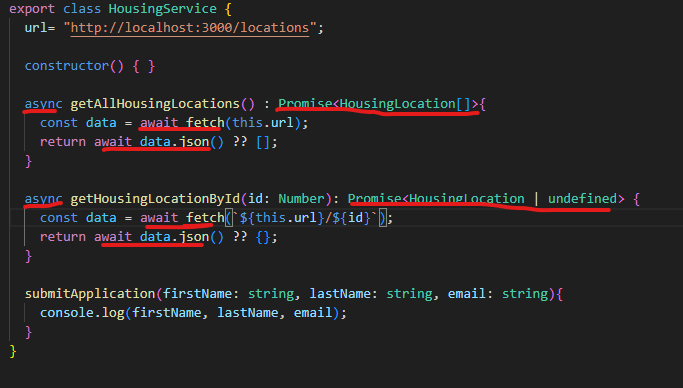 export class HousingService {
url= "http://localhost:3000/locations";
constructor() { }
async getAllHousingLocations() : Promise<HousingLocation[]>{
const data = await fetch(this.url);
return await data.json() ?? [];
}
async getHousingLocationById(id: Number): Promise<HousingLocation | undefined> {
const data = await fetch(`${this.url}/${id}`);
return await data.json() ?? {};
}
submitApplication(firstName: string, lastName: string, email: string){
console.log(firstName, lastName, email);
}
}